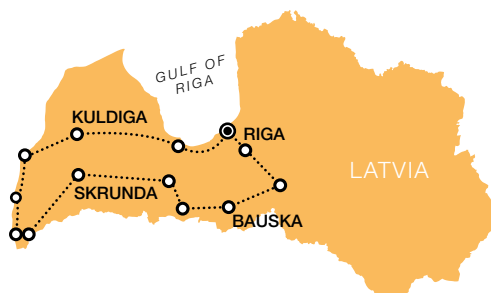 GULF OF
RIGA
KULDIGA
RIGA
LATVIA
SKRUNDA
BAUSKA